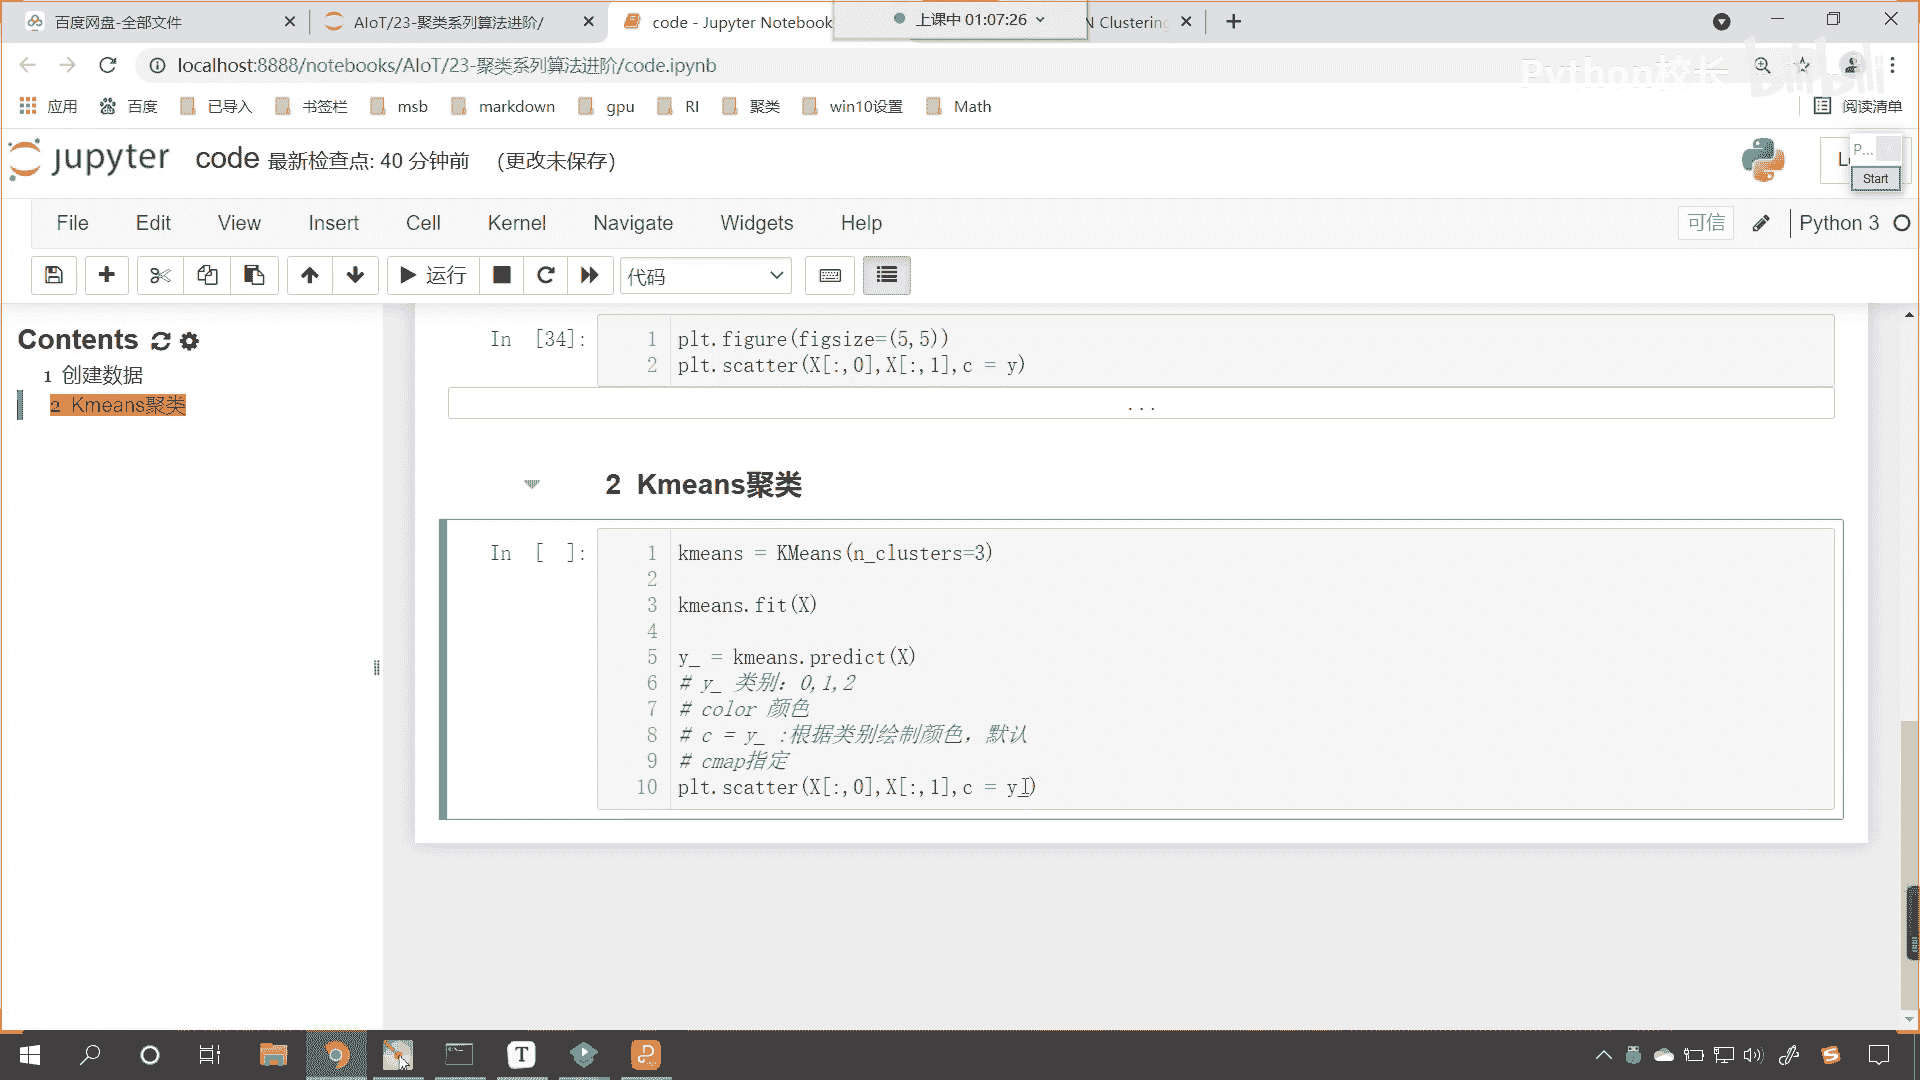 百度网盘-全部文件
AIoT/23-聚类系列算法进阶/
code - Jupyter Notebook
上课中 01:07:26
N Clustering
localhost:8888/notebooks/AIoT/23-聚类系列算法进阶/code.ipynb
Python校长
bilibili
应用
百度
已导入
书签栏
msb
markdown
gpu
RI
聚类
win10设置
Math
阅读清单
jupyter
code 最新检查点: 40 分钟前 (更改未保存)
P...
Start
File
Edit
View
Insert
Cell
Kernel
Navigate
Widgets
Help
可信
Python 3
运行
代码
Contents
1 创建数据
2 Kmeans聚类
In [34]:
1 plt.figure(figsize=(5,5))
2 plt.scatter(X[:,0],X[:,1],c = y)
...
2 Kmeans聚类
In [ ]:
1 kmeans = KMeans(n_clusters=3)
2
3 kmeans.fit(X)
4
5 y_ = kmeans.predict(X)
6 # y_ 类别: 0,1,2
7 # color 颜色
8 # c = y_ :根据类别绘制颜色, 默认
9 # cmap指定
10 plt.scatter(X[:,0],X[:,1],c = y_)